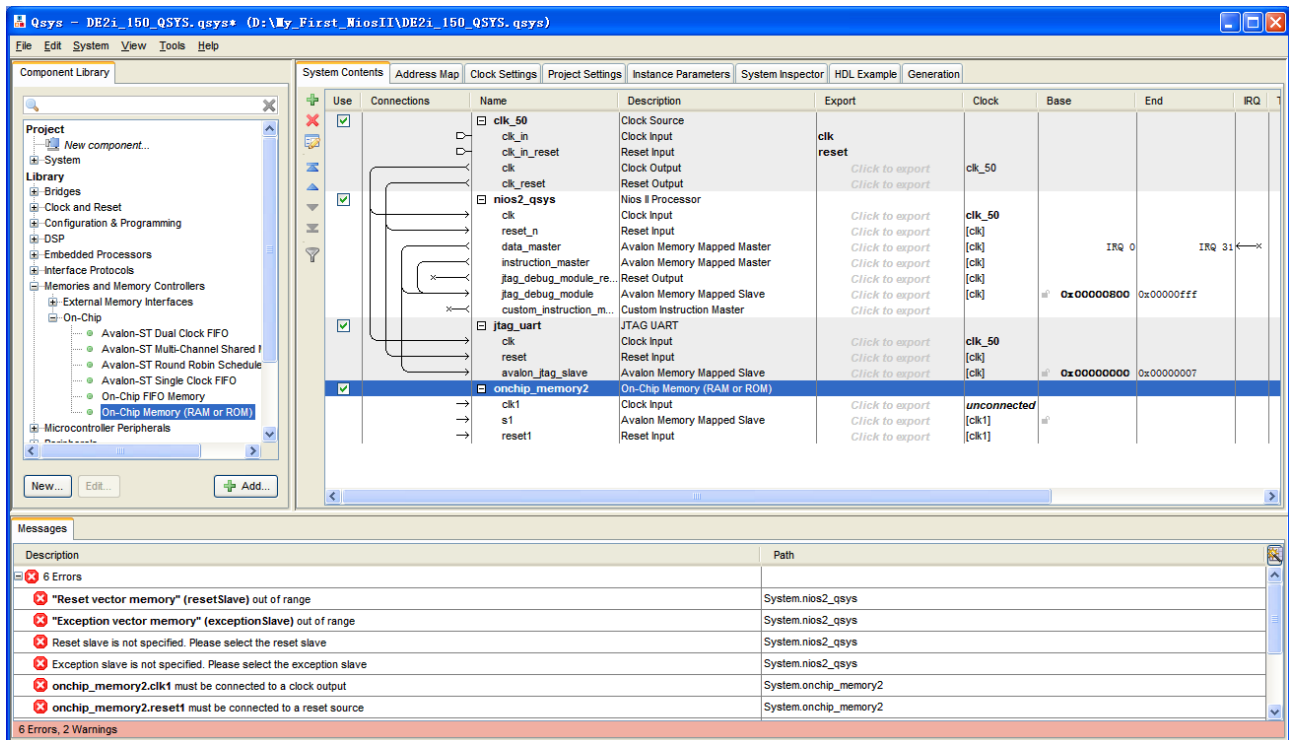 Qsys - DE2i_150_QSYS.qsys* (D:\My_First_NiosII\DE2i_150_QSYS.qsys)
File Edit System View Tools Help
Component Library
System Contents Address Map Clock Settings Project Settings Instance Parameters System Inspector HDL Example Generation
Project
New component...
System
Library
Bridges
Clock and Reset
Configuration & Programming
DSP
Embedded Processors
Interface Protocols
Memories and Memory Controllers
External Memory Interfaces
On-Chip
Avalon-ST Dual Clock FIFO
Avalon-ST Multi-Channel Shared
Avalon-ST Round Robin Schedule
Avalon-ST Single Clock FIFO
On-Chip FIFO Memory
On-Chip Memory (RAM or ROM)
Microcontroller Peripherals
New... Edit... Add...
Use Connections Name Description Export Clock Base End IRQ
clk_50 Clock Source
clk_in Clock Input clk
clk_in_reset Reset Input reset
clk Clock Output Click to export clk_50
clk_reset Reset Output Click to export
nios2_qsys Nios II Processor
clk Clock Input Click to export clk_50
reset_n Reset Input Click to export [clk]
data_master Avalon Memory Mapped Master Click to export [clk] IRQ 0 IRQ 31
instruction_master Avalon Memory Mapped Master Click to export [clk]
jtag_debug_module_re... Reset Output Click to export [clk]
jtag_debug_module Avalon Memory Mapped Slave Click to export [clk] 0x00000800 0x00000fff
custom_instruction_m... Custom Instruction Master Click to export
jtag_uart JTAG UART
clk Clock Input Click to export clk_50
reset Reset Input Click to export [clk]
avalon_jtag_slave Avalon Memory Mapped Slave Click to export [clk] 0x00000000 0x00000007
onchip_memory2 On-Chip Memory (RAM or ROM)
clk1 Clock Input Click to export unconnected
s1 Avalon Memory Mapped Slave Click to export [clk1]
reset1 Reset Input Click to export [clk1]
Messages
Description Path
6 Errors
"Reset vector memory" (resetSlave) out of range System.nios2_qsys
"Exception vector memory" (exceptionSlave) out of range System.nios2_qsys
Reset slave is not specified. Please select the reset slave System.nios2_qsys
Exception slave is not specified. Please select the exception slave System.nios2_qsys
onchip_memory2.clk1 must be connected to a clock output System.onchip_memory2
onchip_memory2.reset1 must be connected to a reset source System.onchip_memory2
6 Errors, 2 Warnings